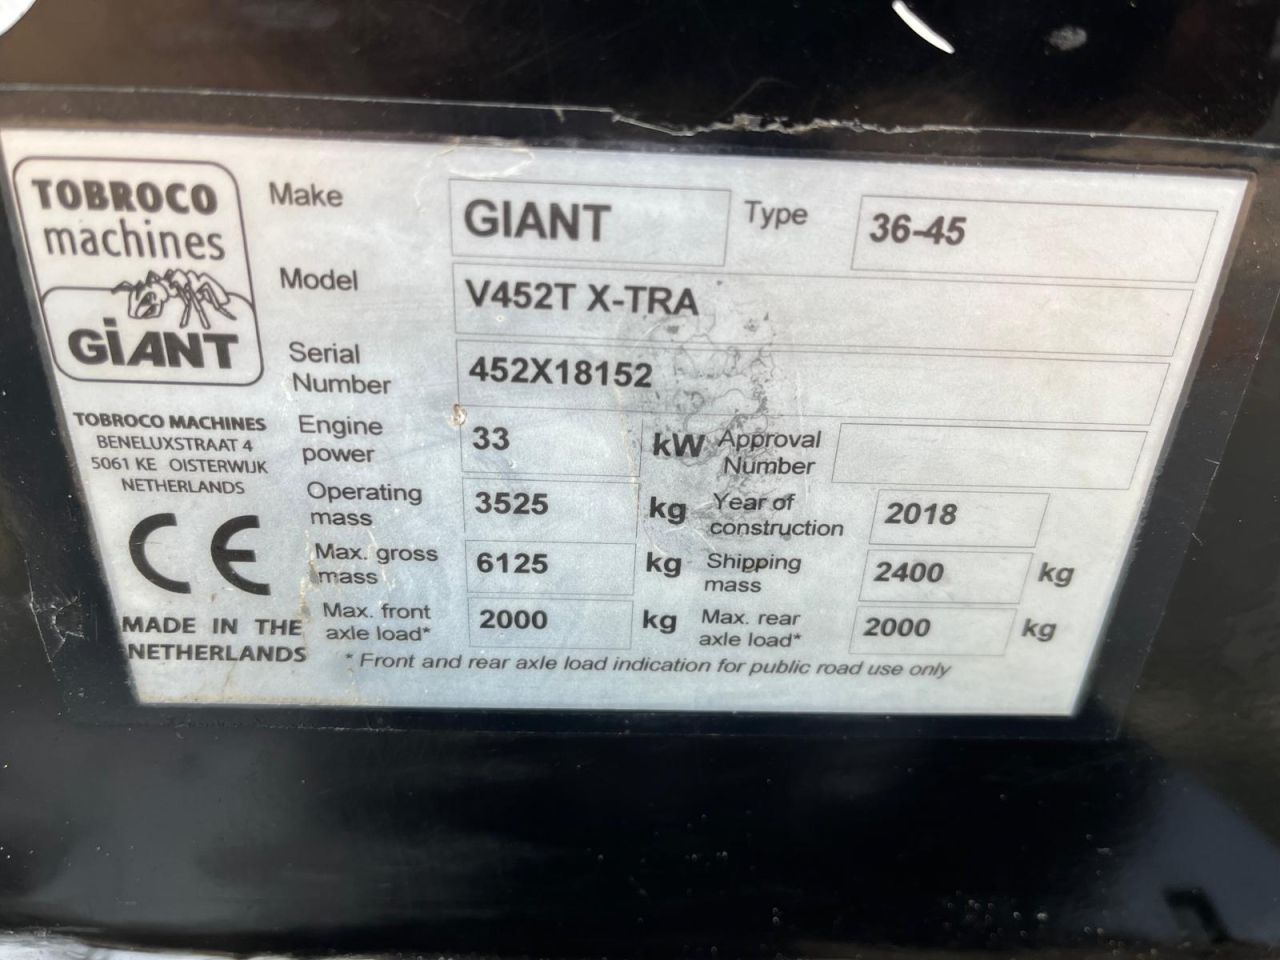 TOBROCO
machines
GiANT
TOBROCO MACHINES
BENELUXSTRAAT 4
5061 KE OISTERWIJK
NETHERLANDS
CE
MADE IN THE
NETHERLANDS
Make GIANT Type 36-45
Model V452T X-TRA
Serial
Number 452X18152
Engine
power 33 kW Approval
Number
Operating
mass 3525 kg Year of
construction 2018
Max. gross
mass 6125 kg Shipping
mass 2400 kg
Max. front
axle load* 2000 kg Max. rear
axle load* 2000 kg
* Front and rear axle load indication for public road use only